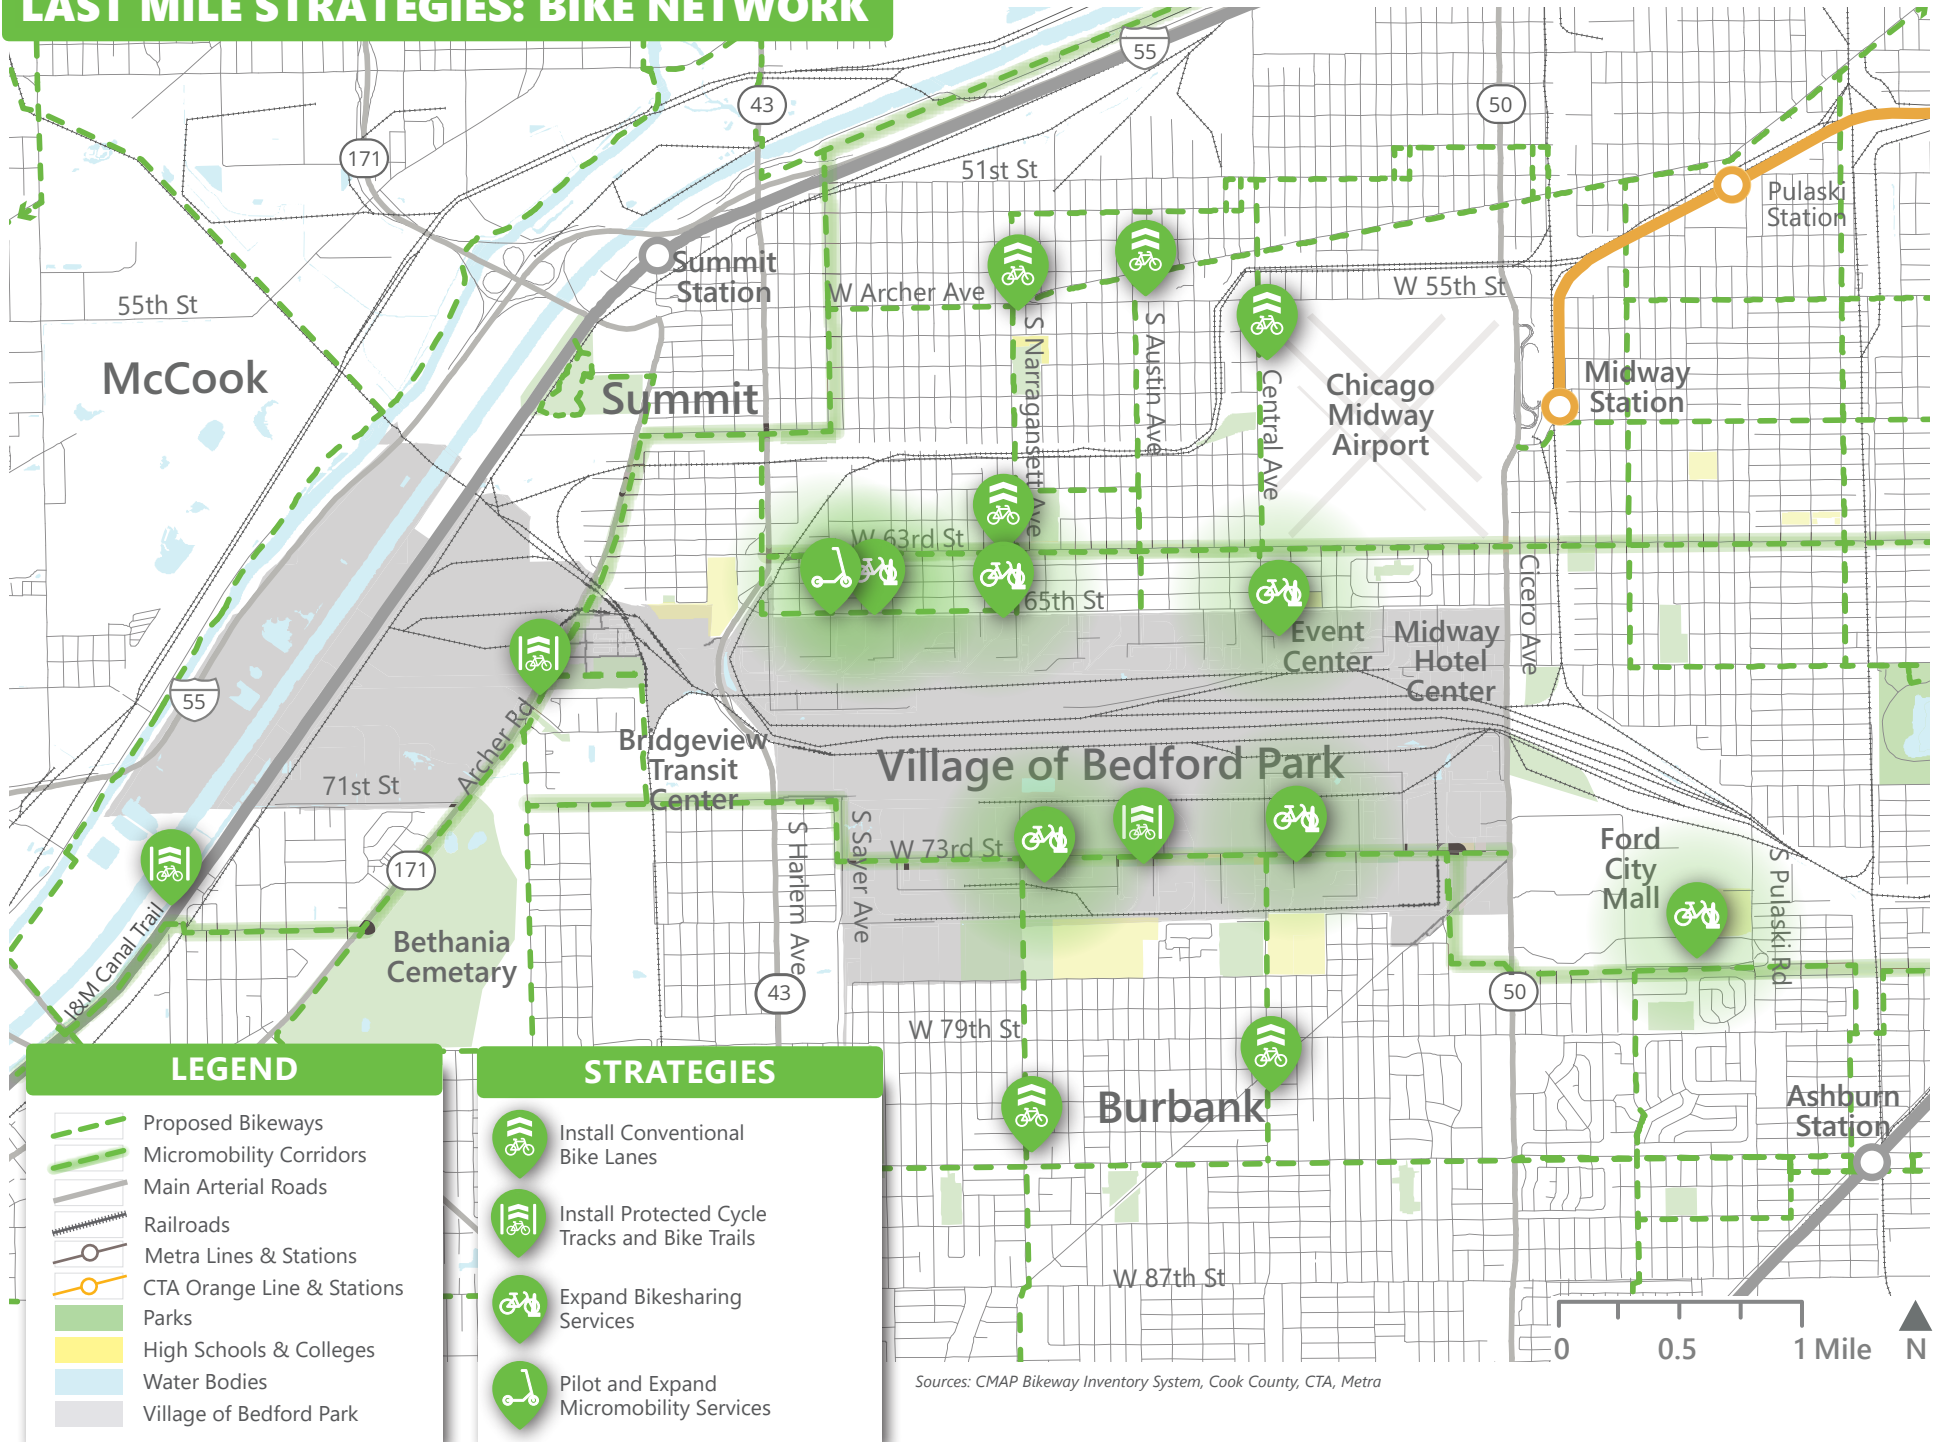 LAST MILE STRATEGIES: BIKE NETWORK
55
43
50
171
51st St
Pulaski
Station
Summit
Station
W Archer Ave
W 55th St
55th St
S Narragansett Ave
S Austin Ave
Central Ave
McCook
Summit
Chicago
Midway
Airport
Midway
Station
W 63rd St
65th St
Cicero Ave
Event
Center
Midway
Hotel
Center
55
Archer Rd
Bridgeview
Transit
Center
Village of Bedford Park
71st St
S Harlem Ave
S Sayer Ave
W 73rd St
Ford
City
Mall
S Pulaski Rd
171
I&M Canal Trail
Bethania
Cemetary
43
50
W 79th St
Burbank
Ashburn
Station
W 87th St
LEGEND
Proposed Bikeways
Micromobility Corridors
Main Arterial Roads
Railroads
Metra Lines & Stations
CTA Orange Line & Stations
Parks
High Schools & Colleges
Water Bodies
Village of Bedford Park
STRATEGIES
Install Conventional
Bike Lanes
Install Protected Cycle
Tracks and Bike Trails
Expand Bikesharing
Services
Pilot and Expand
Micromobility Services
0
0.5
1 Mile
N
Sources: CMAP Bikeway Inventory System, Cook County, CTA, Metra